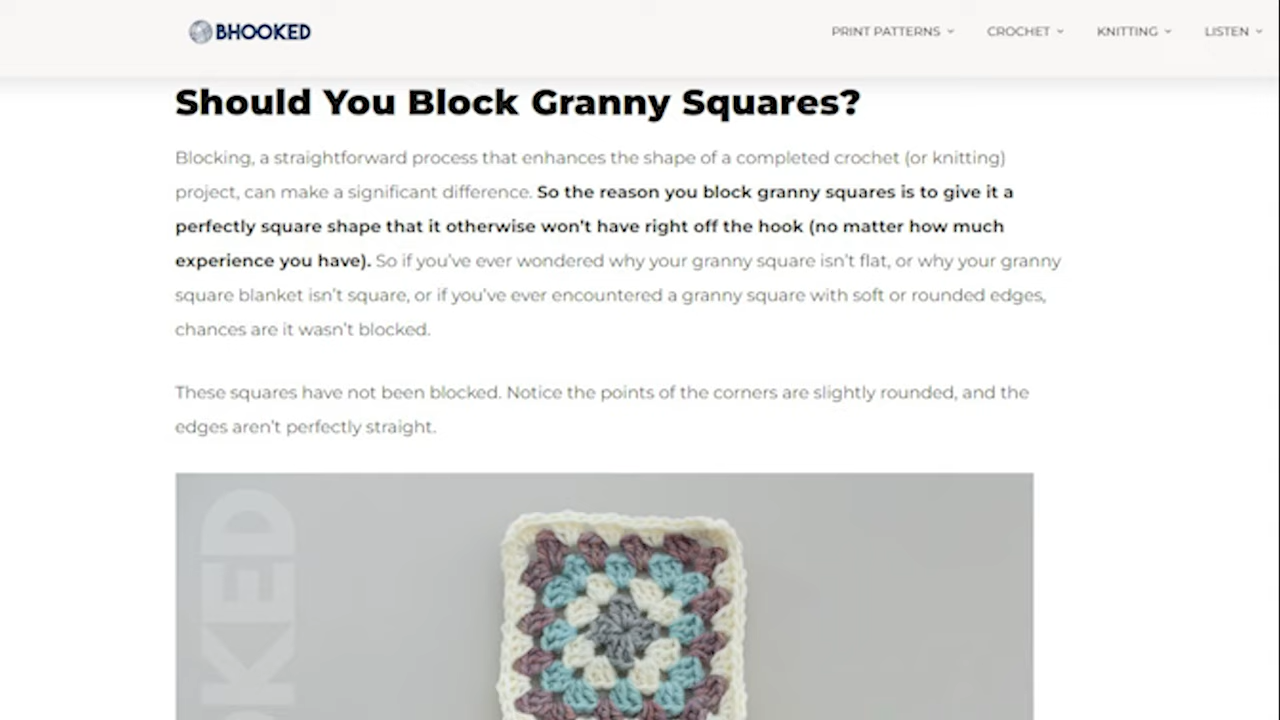 BHOOKED
PRINT PATTERNS CROCHET KNITTING LISTEN
Should You Block Granny Squares?
Blocking, a straightforward process that enhances the shape of a completed crochet (or knitting)
project, can make a significant difference. So the reason you block granny squares is to give it a
perfectly square shape that it otherwise won't have right off the hook (no matter how much
experience you have). So if you've ever wondered why your granny square isn't flat, or why your granny
square blanket isn't square, or if you've ever encountered a granny square with soft or rounded edges,
chances are it wasn't blocked.
These squares have not been blocked. Notice the points of the corners are slightly rounded, and the
edges aren't perfectly straight.
OKED